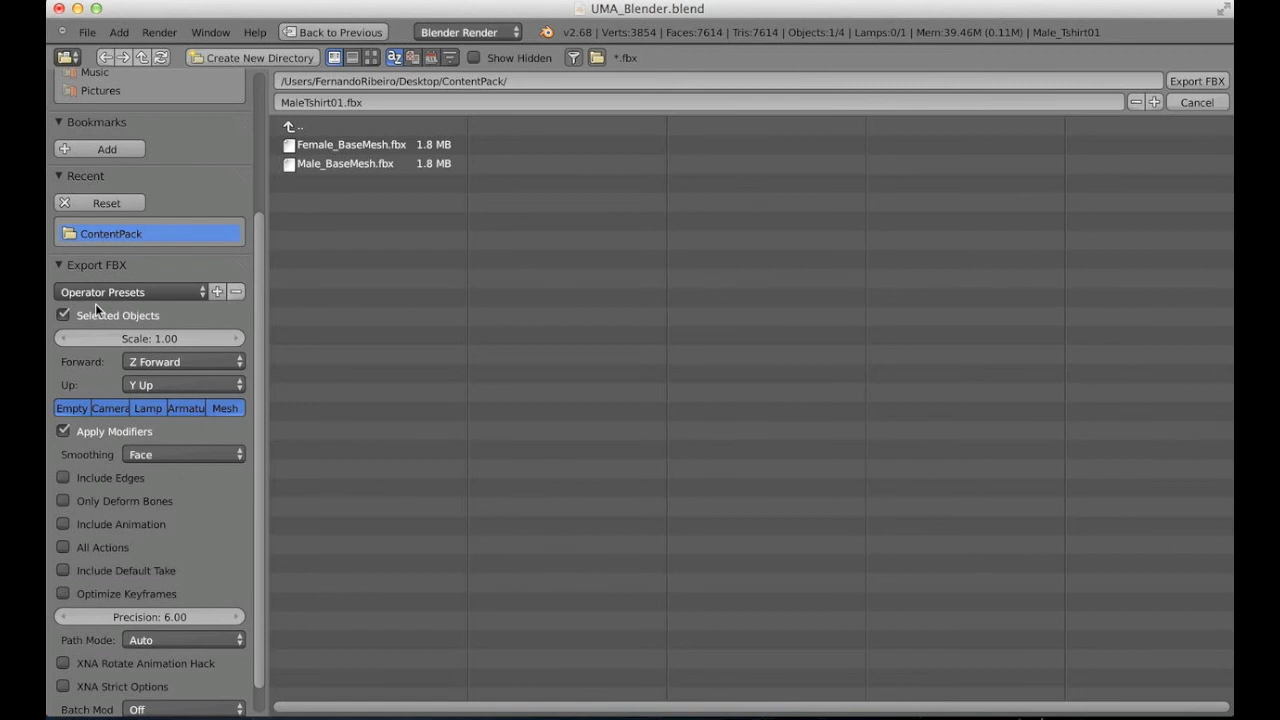 UMA_Blender.blend
File Add Render Window Help Back to Previous Blender Render v2.68 | Verts:3854 | Faces:7614 | Tris:7614 | Objects:1/4 | Lamps:0/1 | Mem:39.46M (0.11M) | Male_Tshirt01
Create New Directory Show Hidden *.fbx
Music
Pictures
/Users/FernandoRibeiro/Desktop/ContentPack/ Export FBX
MaleTshirt01.fbx Cancel
..
Female_BaseMesh.fbx 1.8 MB
Male_BaseMesh.fbx 1.8 MB
Bookmarks
Add
Recent
Reset
ContentPack
Export FBX
Operator Presets
Selected Objects
Scale: 1.00
Forward: Z Forward
Up: Y Up
Empty Camera Lamp Armatu Mesh
Apply Modifiers
Smoothing Face
Include Edges
Only Deform Bones
Include Animation
All Actions
Include Default Take
Optimize Keyframes
Precision: 6.00
Path Mode: Auto
XNA Rotate Animation Hack
XNA Strict Options
Batch Mod Off